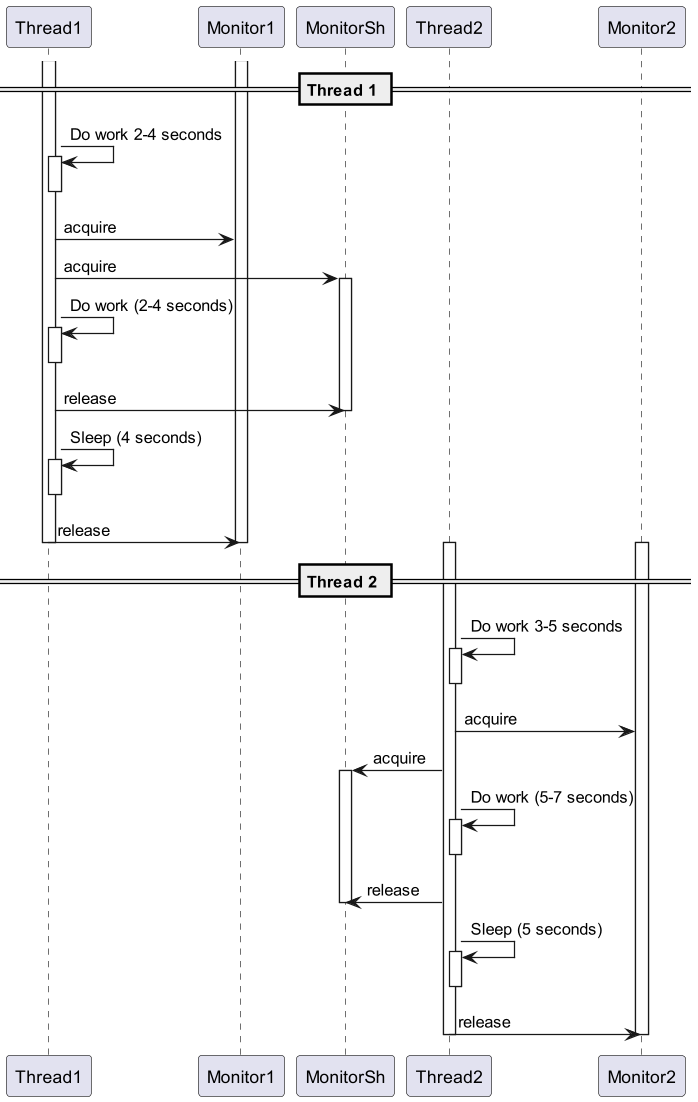 Thread1 Monitor1 MonitorSh Thread2 Monitor2
Thread 1
Do work 2-4 seconds
acquire
acquire
Do work (2-4 seconds)
release
Sleep (4 seconds)
release
Thread 2
Do work 3-5 seconds
acquire
acquire
Do work (5-7 seconds)
release
Sleep (5 seconds)
release
Thread1 Monitor1 MonitorSh Thread2 Monitor2